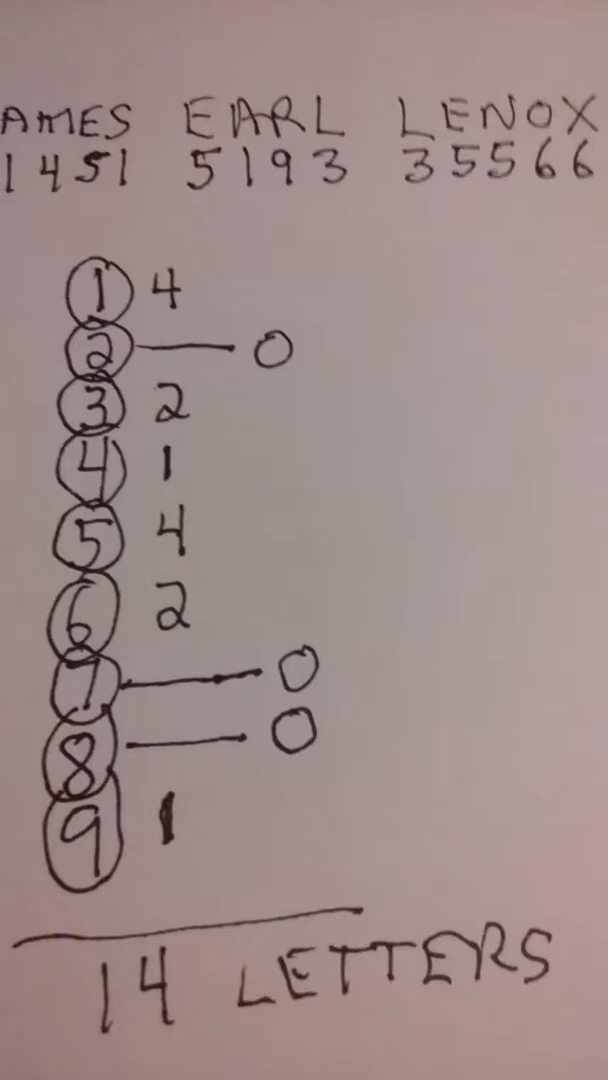 AMES EARL LENOX
1451 5193 35566
1 4
2 — 0
3 2
4 1
5 4
6 2
7 — 0
8 — 0
9 1
14 LETTERS